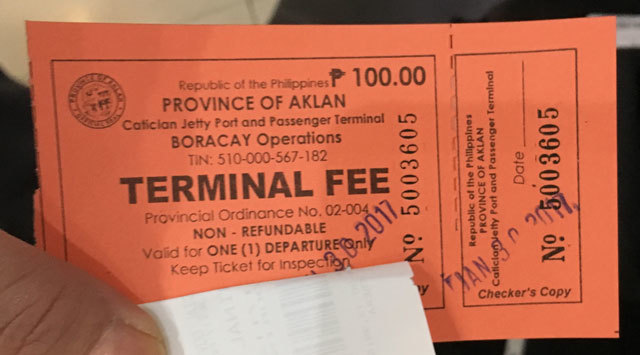 Republic of the Philippines ₱ 100.00
PROVINCE OF AKLAN
Caticlan Jetty Port and Passenger Terminal
BORACAY Operations
TIN: 510-000-567-182
TERMINAL FEE
Provincial Ordinance No. 02-004
NON - REFUNDABLE
Valid for ONE (1) DEPARTURE Only
Keep Ticket for Inspection
2017
Nº 5003605
Republic of the Philippines
PROVINCE OF AKLAN
Caticlan Jetty Port and Passenger Terminal
Date
Nº 5003605
JAN 2017
Checker's Copy